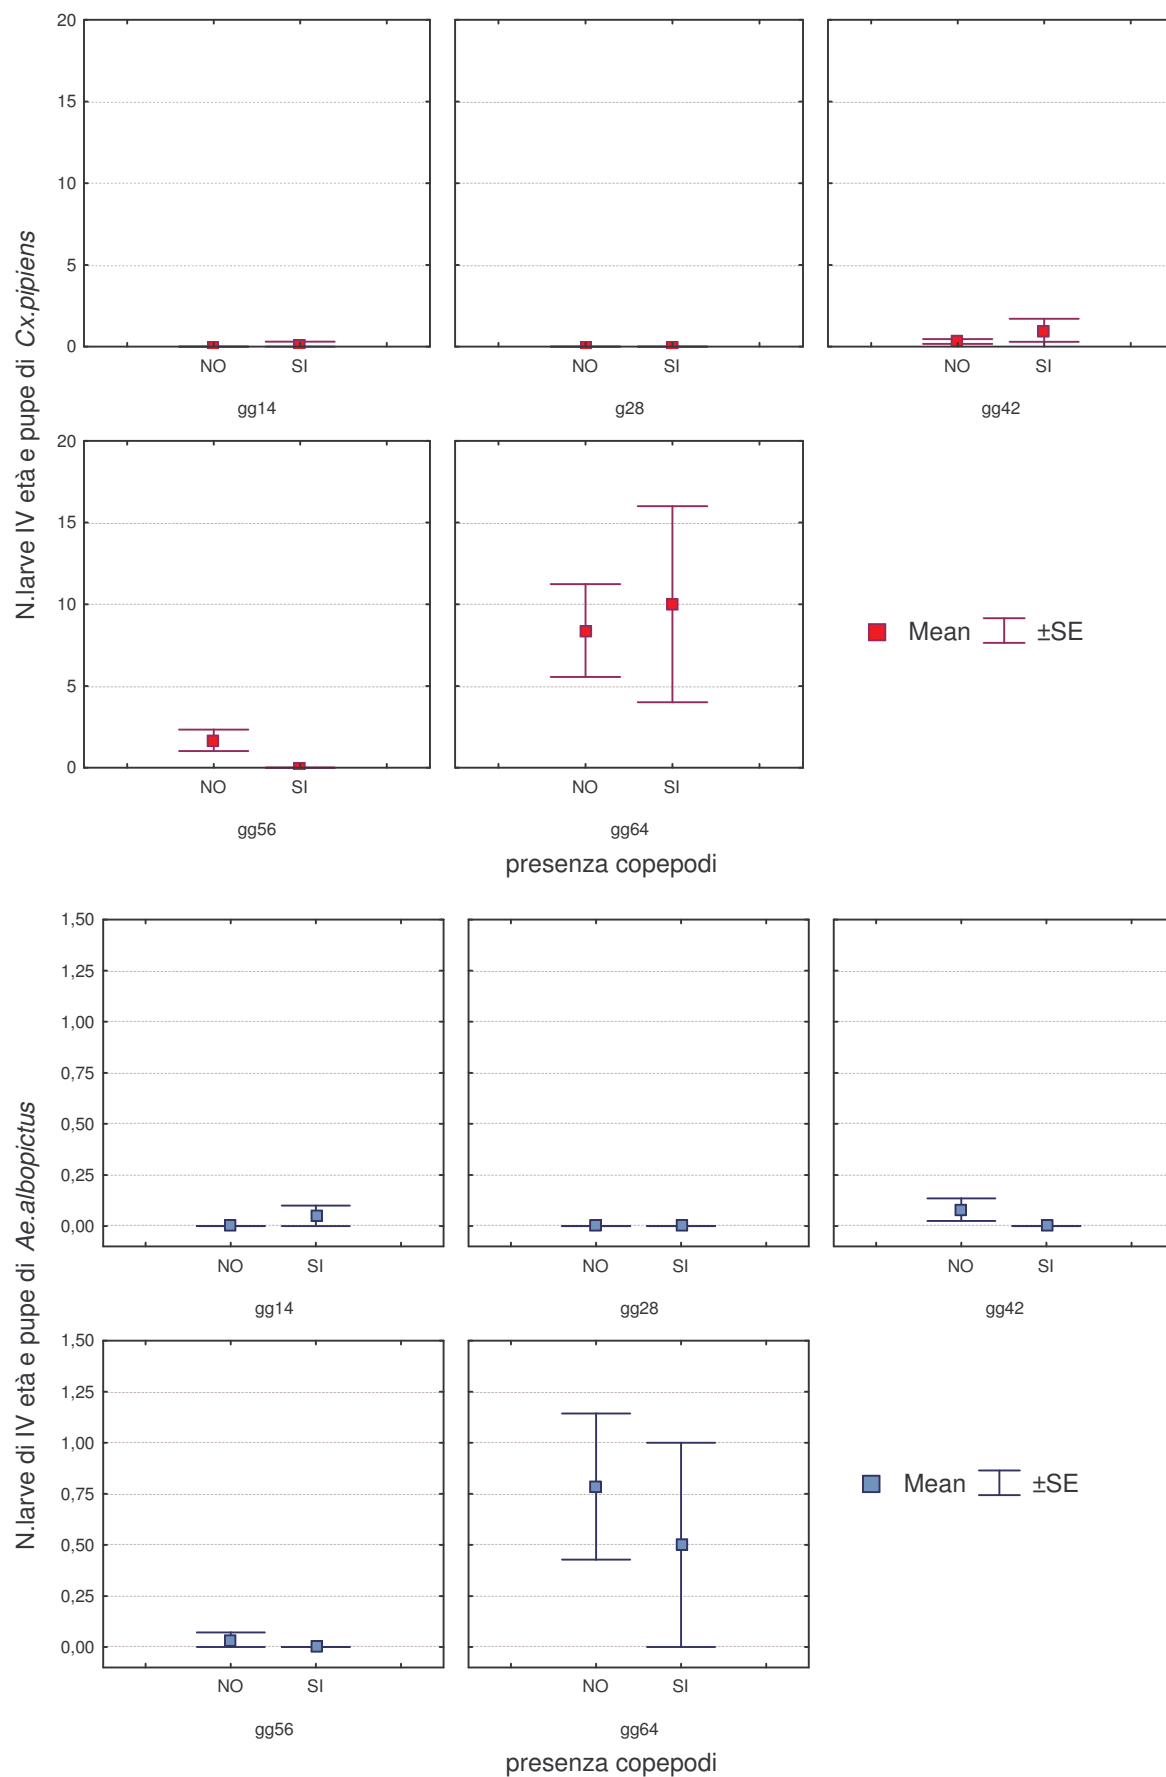 N.larve IV età e pupe di Cx.pipiens
20
15
10
5
0
NO SI
gg14
NO SI
g28
NO SI
gg42
20
15
10
5
0
NO SI
gg56
NO SI
gg64
Mean ±SE
presenza copepodi
N.larve di IV età e pupe di Ae.albopictus
1,50
1,25
1,00
0,75
0,50
0,25
0,00
NO SI
gg14
NO SI
gg28
NO SI
gg42
1,50
1,25
1,00
0,75
0,50
0,25
0,00
NO SI
gg56
NO SI
gg64
Mean ±SE
presenza copepodi